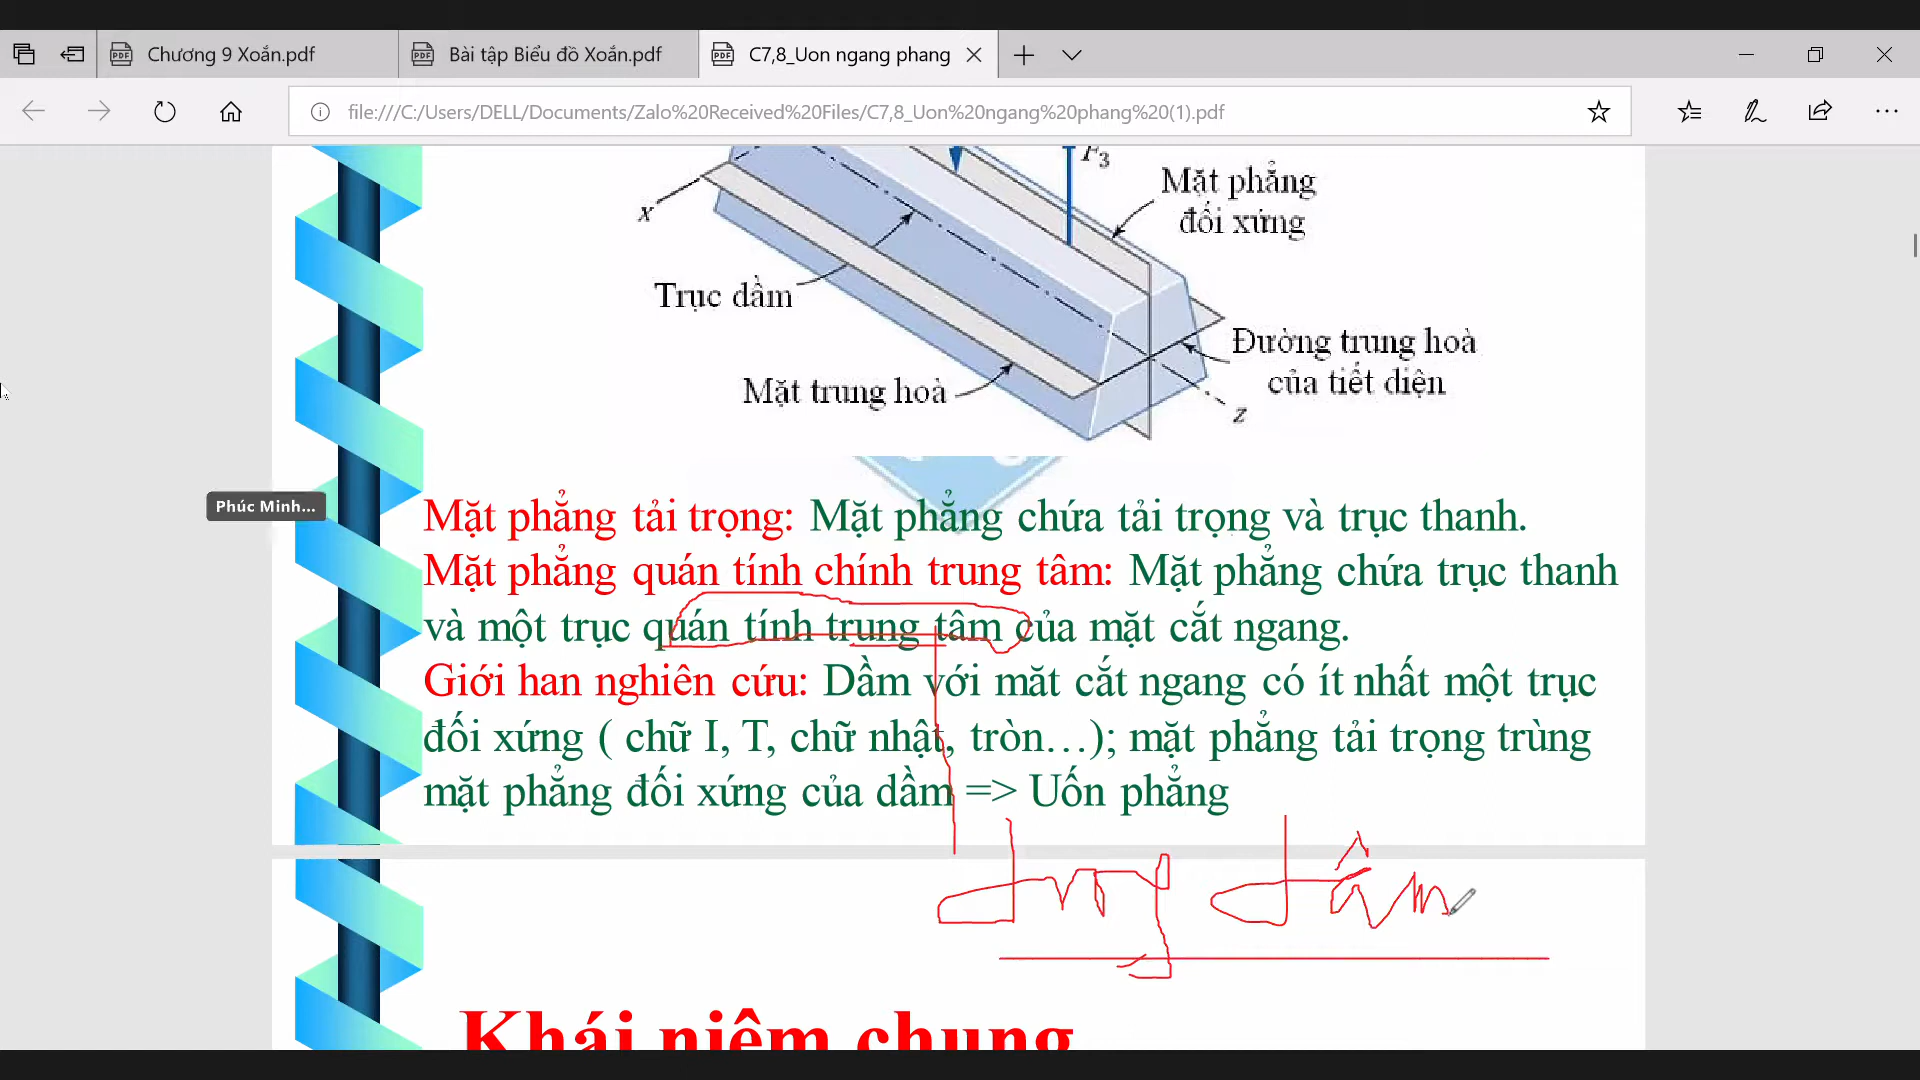 Chương 9 Xoắn.pdf
Bài tập Biểu đồ Xoắn.pdf
C7,8_Uon ngang phang
file:///C:/Users/DELL/Documents/Zalo%20Received%20Files/C7,8_Uon%20ngang%20phang%20(1).pdf
F3
Mặt phẳng
đối xứng
x
Trục dầm
Đường trung hoà
của tiết diện
Mặt trung hoà
z
Phúc Minh...
Mặt phẳng tải trọng: Mặt phẳng chứa tải trọng và trục thanh.
Mặt phẳng quán tính chính trung tâm: Mặt phẳng chứa trục thanh
và một trục quán tính trung tâm của mặt cắt ngang.
Giới han nghiên cứu: Dầm với măt cắt ngang có ít nhất một trục
đối xứng ( chữ I, T, chữ nhật, tròn…); mặt phẳng tải trọng trùng
mặt phẳng đối xứng của dầm => Uốn phẳng
Khái niệm chung